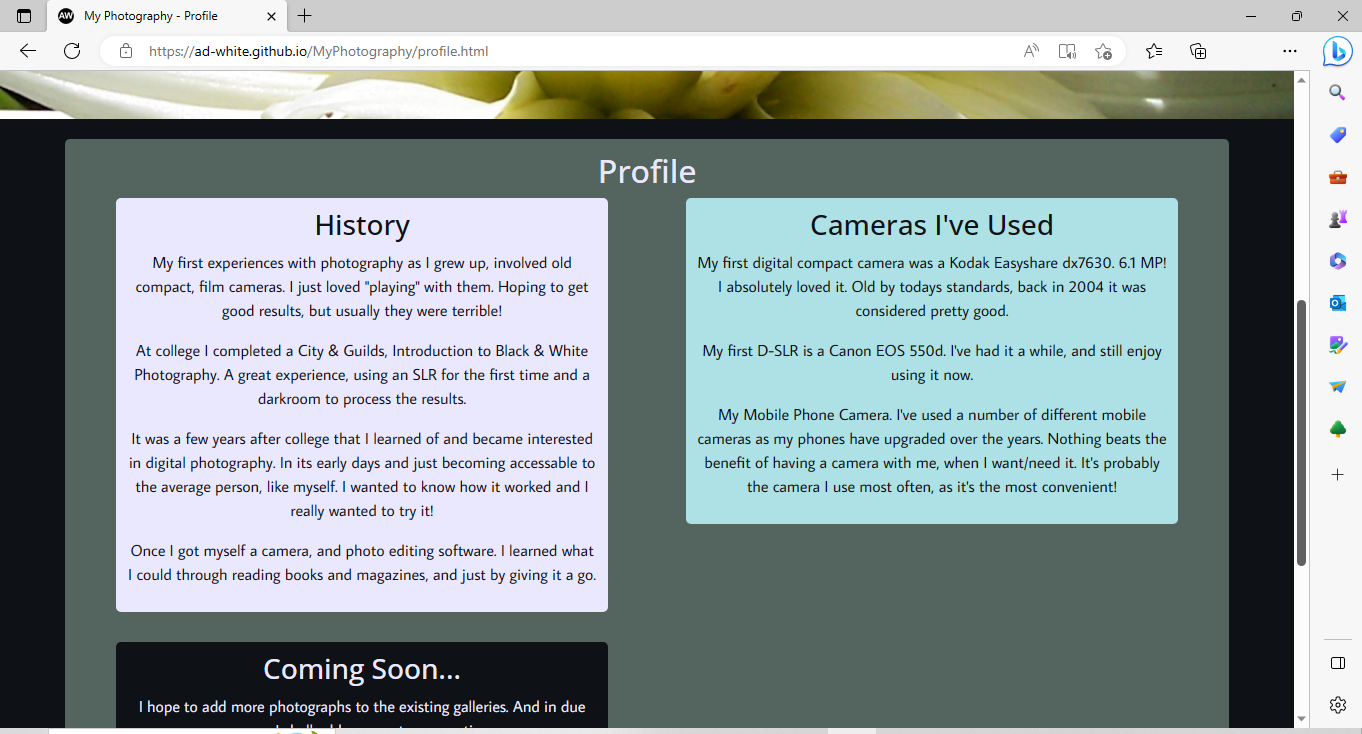 AW My Photography - Profile
https://ad-white.github.io/MyPhotography/profile.html
Profile
History
My first experiences with photography as I grew up, involved old
compact, film cameras. I just loved "playing" with them. Hoping to get
good results, but usually they were terrible!
At college I completed a City & Guilds, Introduction to Black & White
Photography. A great experience, using an SLR for the first time and a
darkroom to process the results.
It was a few years after college that I learned of and became interested
in digital photography. In its early days and just becoming accessable to
the average person, like myself. I wanted to know how it worked and I
really wanted to try it!
Once I got myself a camera, and photo editing software. I learned what
I could through reading books and magazines, and just by giving it a go.
Cameras I've Used
My first digital compact camera was a Kodak Easyshare dx7630. 6.1 MP!
I absolutely loved it. Old by todays standards, back in 2004 it was
considered pretty good.
My first D-SLR is a Canon EOS 550d. I've had it a while, and still enjoy
using it now.
My Mobile Phone Camera. I've used a number of different mobile
cameras as my phones have upgraded over the years. Nothing beats the
benefit of having a camera with me, when I want/need it. It's probably
the camera I use most often, as it's the most convenient!
Coming Soon...
I hope to add more photographs to the existing galleries. And in due